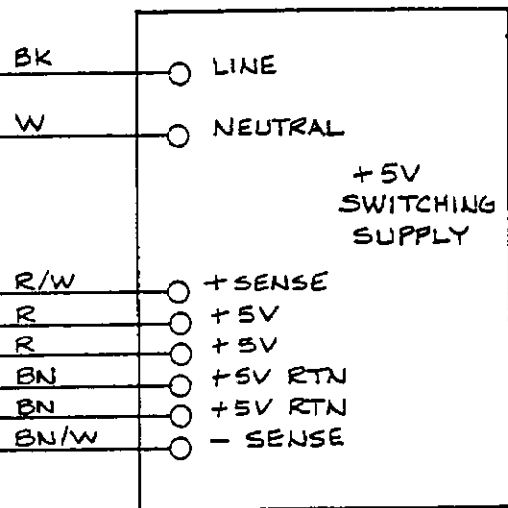 BK LINE
W NEUTRAL
+5V
SWITCHING
SUPPLY
R/W +SENSE
R +5V
R +5V
BN +5V RTN
BN +5V RTN
BN/W - SENSE